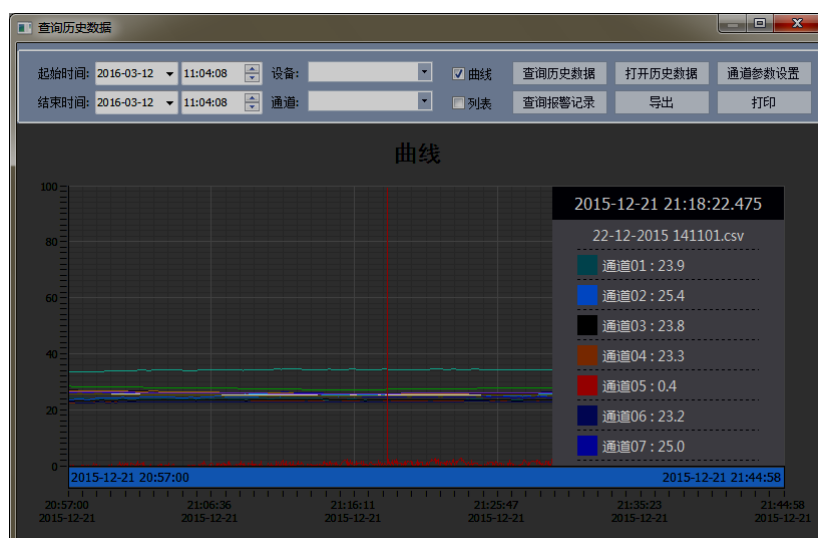 查询历史数据
起始时间: 2016-03-12 11:04:08 设备: 曲线 查询历史数据 打开历史数据 通道参数设置
结束时间: 2016-03-12 11:04:08 通道: 列表 查询报警记录 导出 打印
曲线
100
80
60
40
20
0
2015-12-21 21:18:22.475
22-12-2015 141101.csv
通道01 : 23.9
通道02 : 25.4
通道03 : 23.8
通道04 : 23.3
通道05 : 0.4
通道06 : 23.2
通道07 : 25.0
2015-12-21 20:57:00 2015-12-21 21:44:58
20:57:00 21:06:36 21:16:11 21:25:47 21:35:23 21:44:58
2015-12-21 2015-12-21 2015-12-21 2015-12-21 2015-12-21 2015-12-21